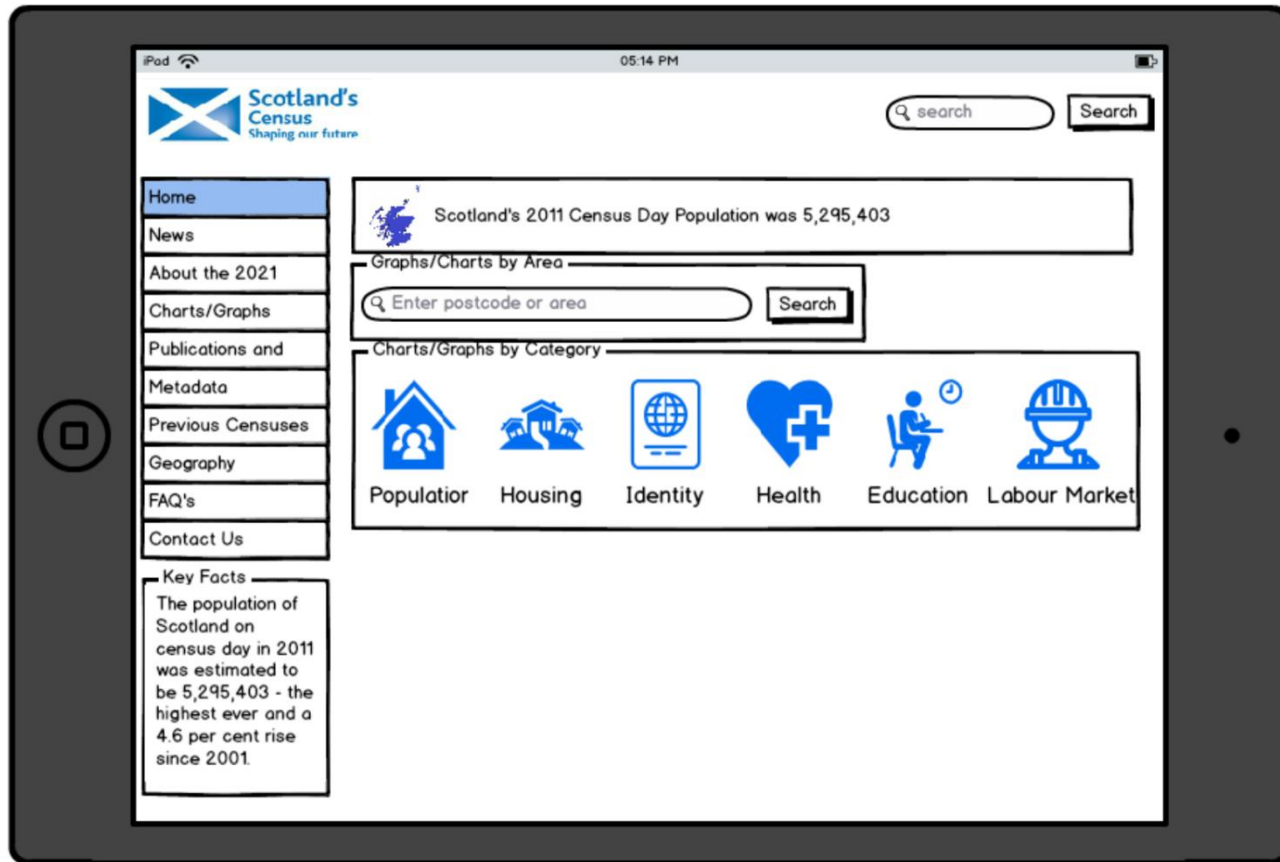 iPad
05:14 PM
Scotland's
Census
Shaping our future
search
Search
Home
News
About the 2021
Charts/Graphs
Publications and
Metadata
Previous Censuses
Geography
FAQ's
Contact Us
Key Facts
The population of
Scotland on
census day in 2011
was estimated to
be 5,295,403 - the
highest ever and a
4.6 per cent rise
since 2001.
Scotland's 2011 Census Day Population was 5,295,403
Graphs/Charts by Area
Enter postcode or area
Search
Charts/Graphs by Category
Populatior
Housing
Identity
Health
Education
Labour Market